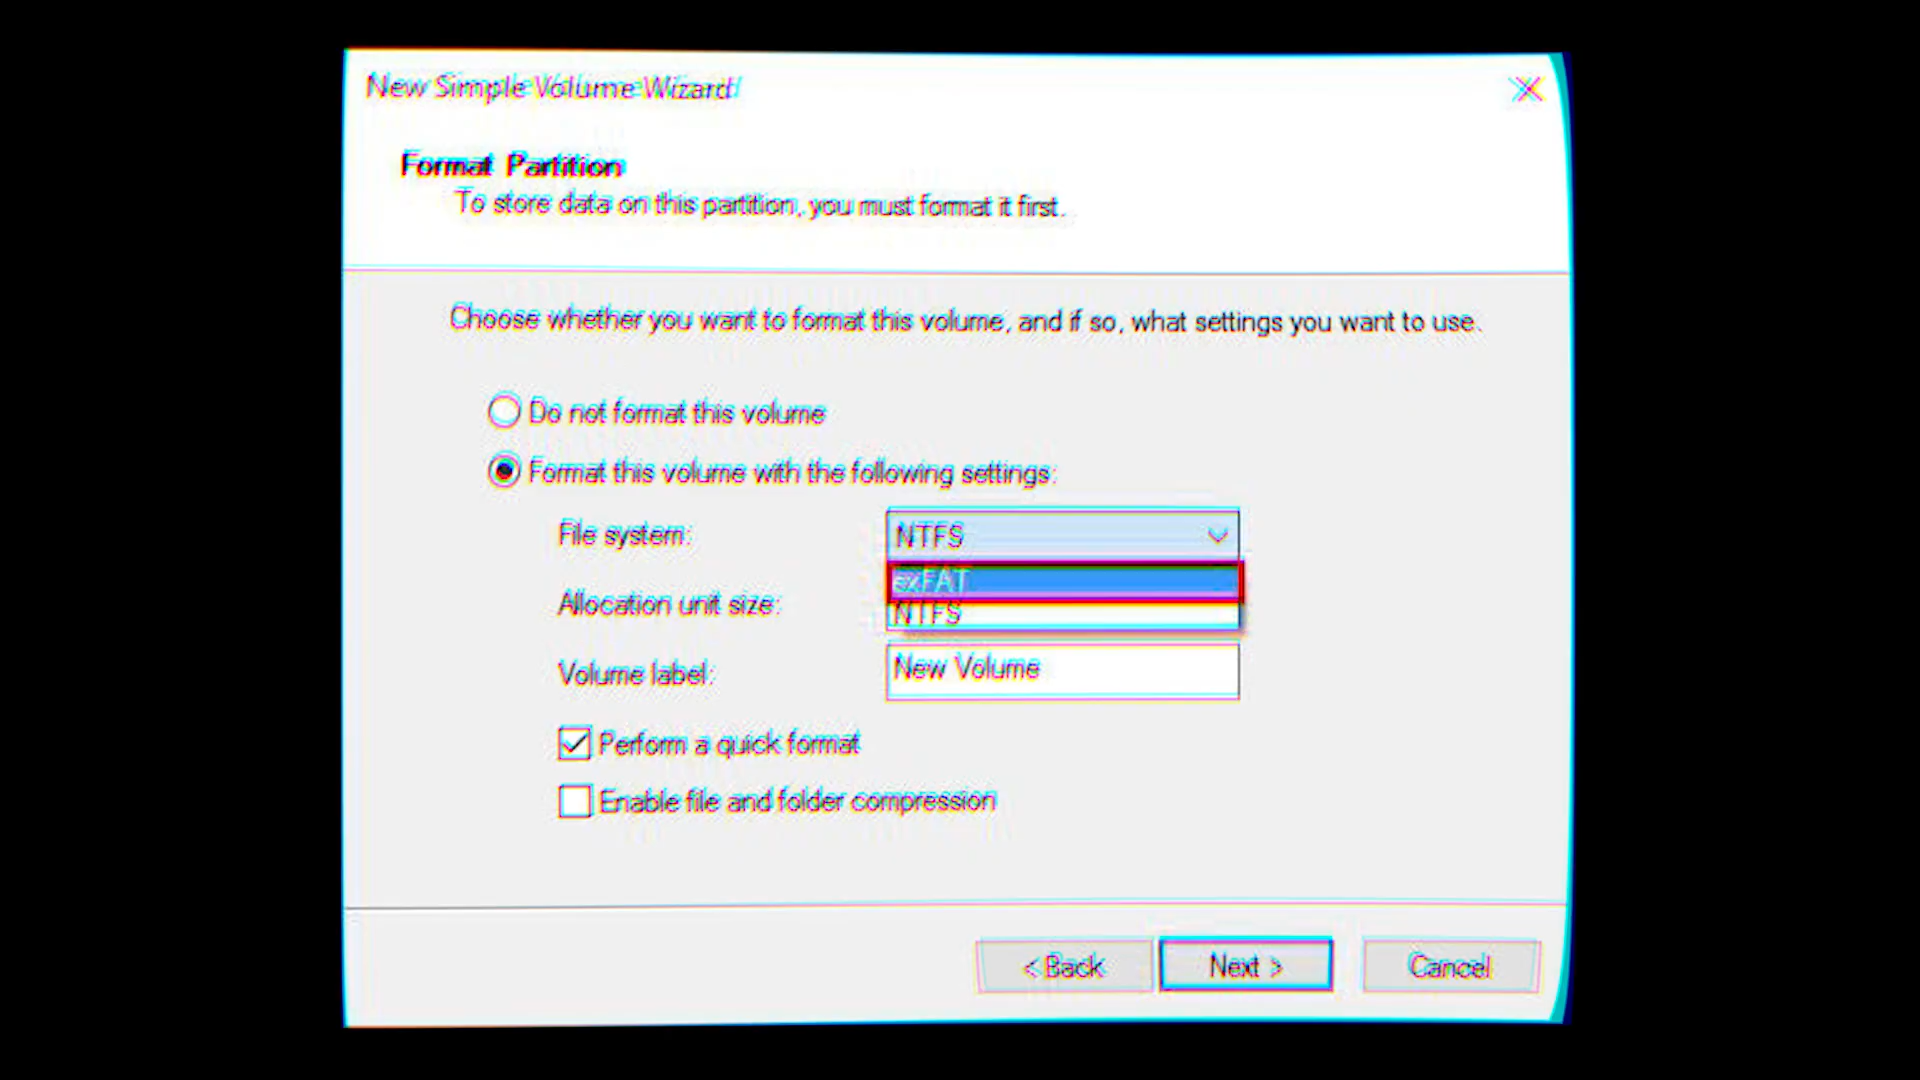 New Simple Volume Wizard
Format Partition
To store data on this partition, you must format it first.
Choose whether you want to format this volume, and if so, what settings you want to use.
Do not format this volume
Format this volume with the following settings:
File system: NTFS
exFAT
Allocation unit size: NTFS
Volume label: New Volume
Perform a quick format
Enable file and folder compression
< Back Next > Cancel